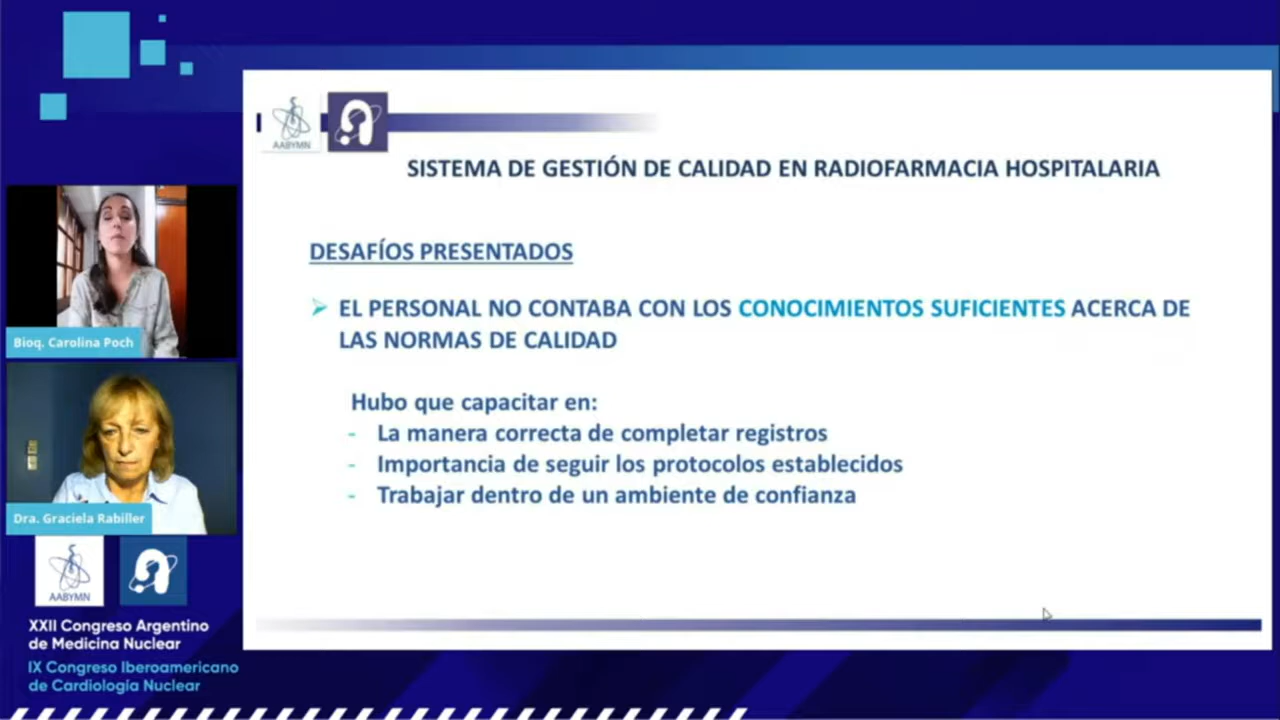 AABYMN
SISTEMA DE GESTIÓN DE CALIDAD EN RADIOFARMACIA HOSPITALARIA
DESAFÍOS PRESENTADOS
➢ EL PERSONAL NO CONTABA CON LOS CONOCIMIENTOS SUFICIENTES ACERCA DE
LAS NORMAS DE CALIDAD
Hubo que capacitar en:
- La manera correcta de completar registros
- Importancia de seguir los protocolos establecidos
- Trabajar dentro de un ambiente de confianza
Bioq. Carolina Poch
Dra. Graciela Rabiller
AABYMN
XXII Congreso Argentino
de Medicina Nuclear
IX Congreso Iberoamericano
de Cardiología Nuclear